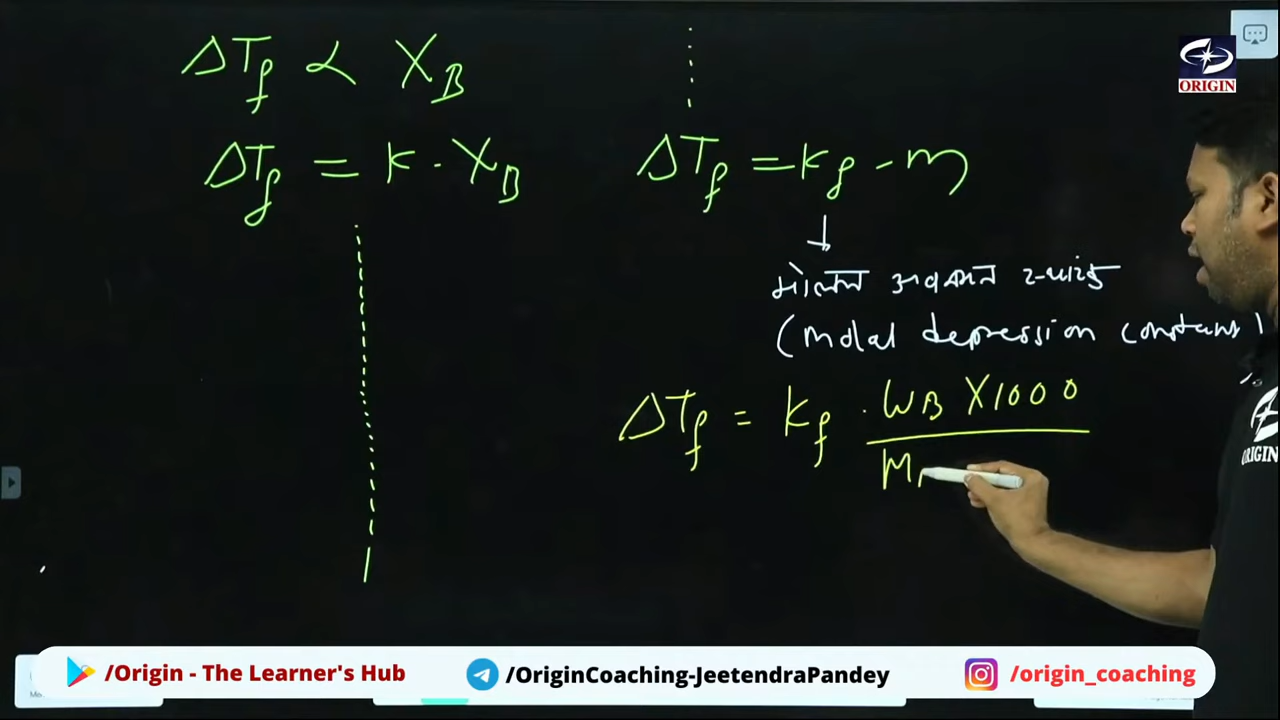 ΔTf ∝ XB
ΔTf = K · XB
ΔTf = Kf - m
मोलल अवनमन स्थिरांक
(molal depression constant)
ΔTf = Kf · WB X1000
M
ORIGIN
ORIGIN
/Origin - The Learner's Hub
/OriginCoaching-JeetendraPandey
/origin_coaching